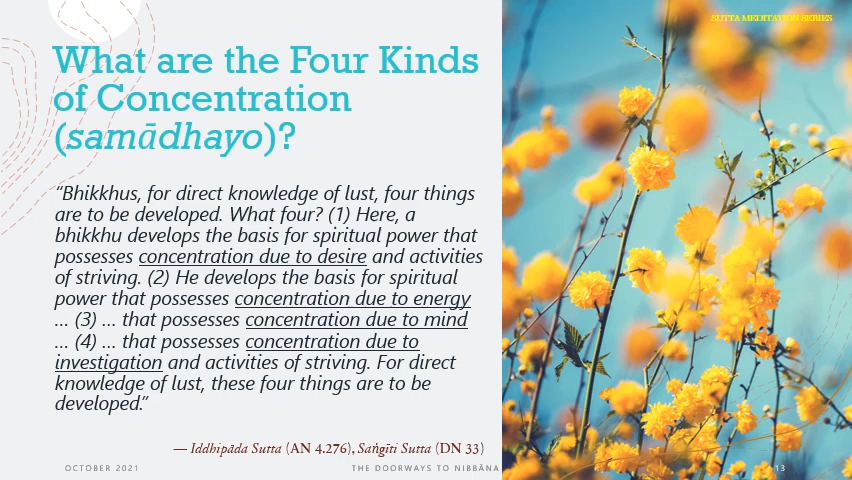 SUTTA MEDITATION SERIES
What are the Four Kinds
of Concentration
(samādhayo)?
“Bhikkhus, for direct knowledge of lust, four things
are to be developed. What four? (1) Here, a
bhikkhu develops the basis for spiritual power that
possesses concentration due to desire and activities
of striving. (2) He develops the basis for spiritual
power that possesses concentration due to energy
... (3) ... that possesses concentration due to mind
... (4) ... that possesses concentration due to
investigation and activities of striving. For direct
knowledge of lust, these four things are to be
developed.”
— Iddhipāda Sutta (AN 4.276), Saṅgīti Sutta (DN 33)
OCTOBER 2021 THE DOORWAYS TO NIBBĀNA 13